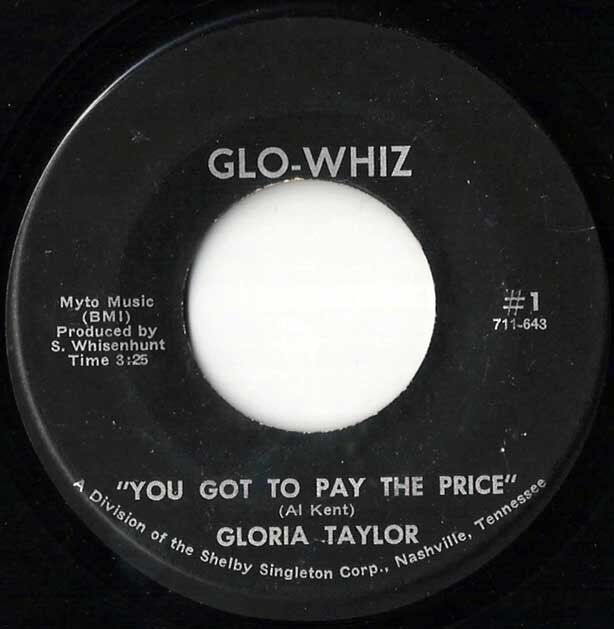 GLO-WHIZ
Myto Music
(BMI)
Produced by
S. Whisenhunt
Time 3:25
#1
711-643
"YOU GOT TO PAY THE PRICE"
(Al Kent)
GLORIA TAYLOR
A Division of the Shelby Singleton Corp., Nashville, Tennessee